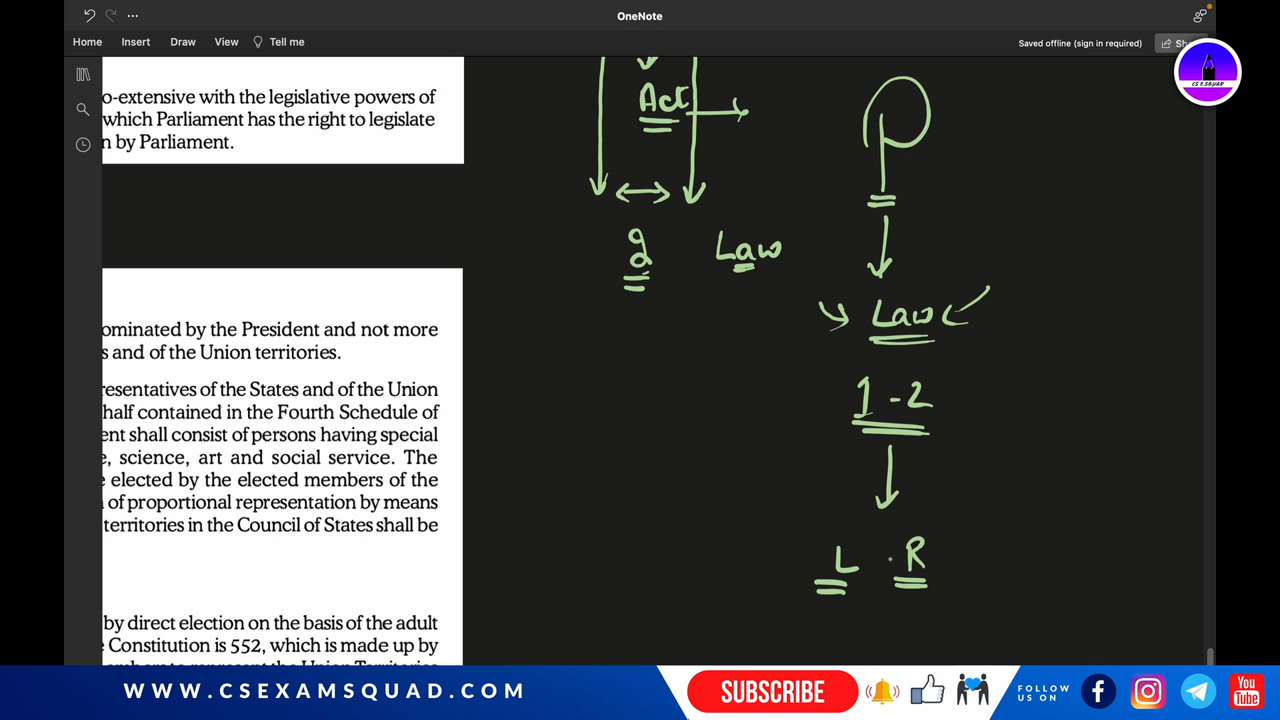 OneNote
Home Insert Draw View Tell me
Saved offline (sign in required)
CS E.SQUAD
o-extensive with the legislative powers of
which Parliament has the right to legislate
n by Parliament.
ominated by the President and not more
s and of the Union territories.
resentatives of the States and of the Union
half contained in the Fourth Schedule of
ent shall consist of persons having special
e, science, art and social service. The
e elected by the elected members of the
of proportional representation by means
territories in the Council of States shall be
by direct election on the basis of the adult
Constitution is 552, which is made up by
Act
Law
P
Law
1 - 2
L R
WWW.CSEXAMSQUAD.COM
SUBSCRIBE
FOLLOW
US ON
You
Tube